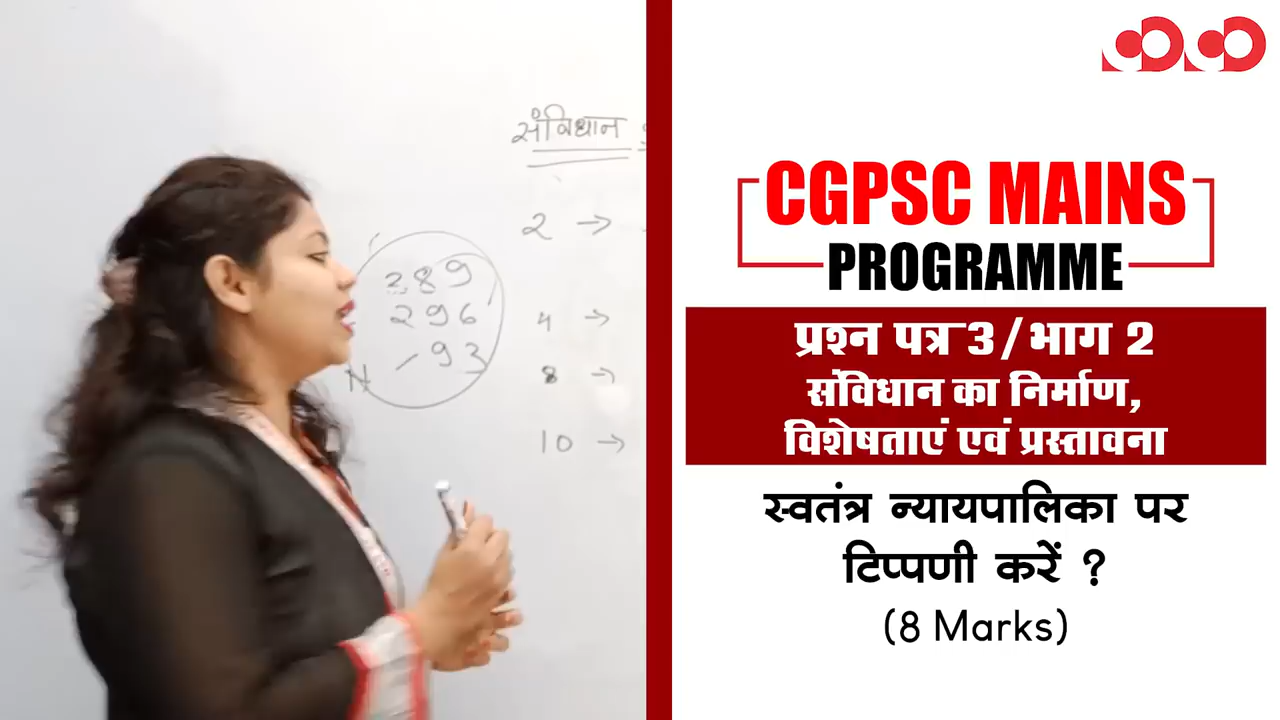 संविधान
2 →
4 →
8 →
10 →
289
296
93
N
CGPSC MAINS
PROGRAMME
प्रश्न पत्र-3/भाग 2
संविधान का निर्माण,
विशेषताएं एवं प्रस्तावना
स्वतंत्र न्यायपालिका पर
टिप्पणी करें ?
(8 Marks)